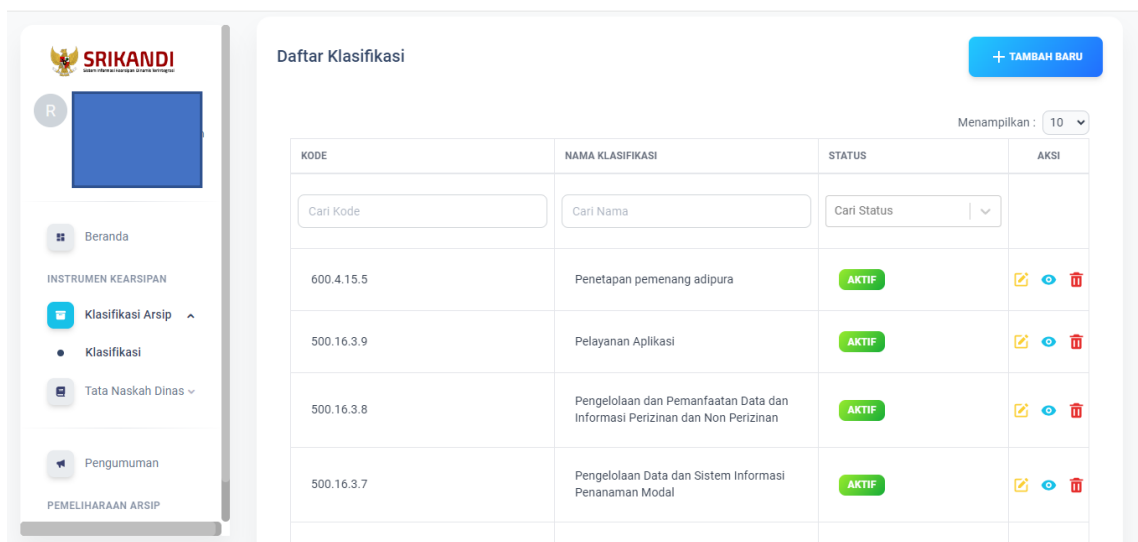 SRIKANDI
R
Beranda
INSTRUMEN KEARSIPAN
Klasifikasi Arsip
Klasifikasi
Tata Naskah Dinas
Pengumuman
PEMELIHARAAN ARSIP
Daftar Klasifikasi
+ TAMBAH BARU
Menampilkan : 10
KODE NAMA KLASIFIKASI STATUS AKSI
Cari Kode Cari Nama Cari Status
600.4.15.5 Penetapan pemenang adipura AKTIF
500.16.3.9 Pelayanan Aplikasi AKTIF
500.16.3.8 Pengelolaan dan Pemanfaatan Data dan AKTIF
Informasi Perizinan dan Non Perizinan
500.16.3.7 Pengelolaan Data dan Sistem Informasi AKTIF
Penanaman Modal